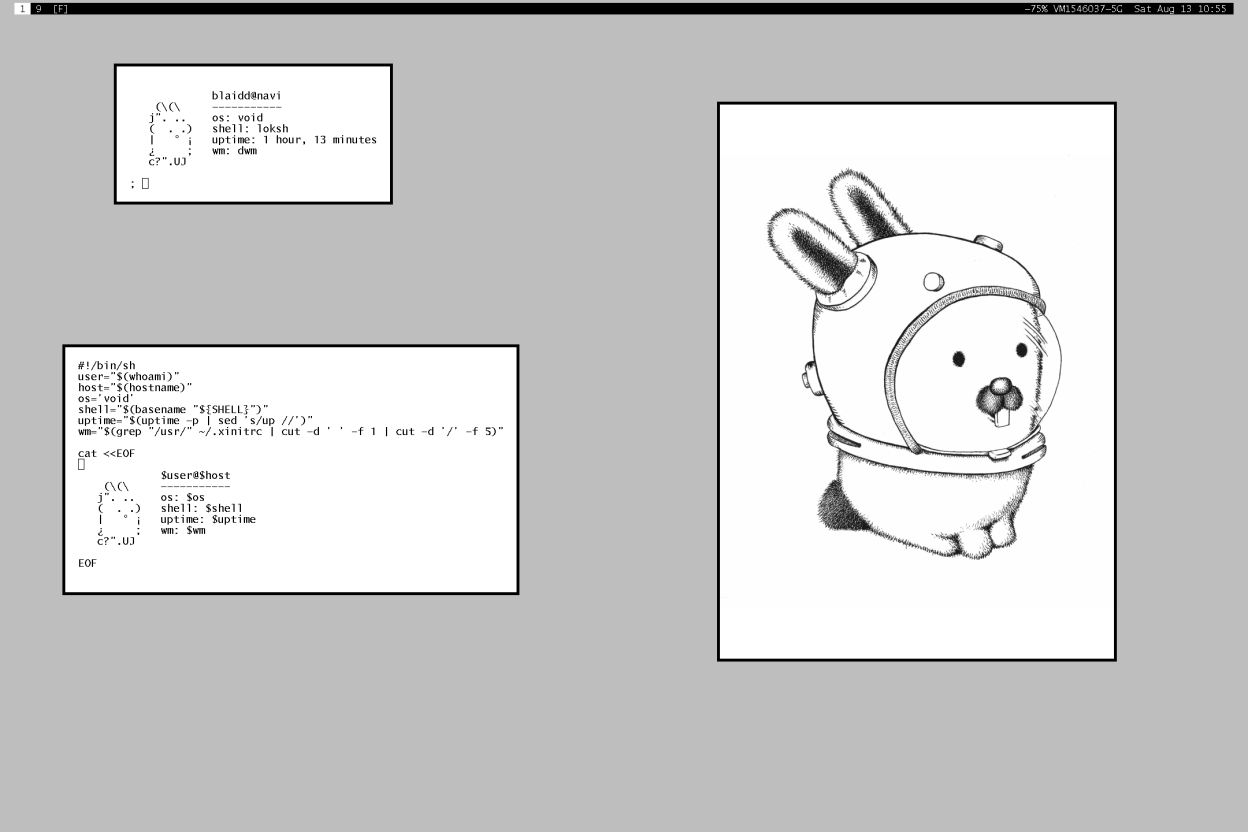 1 9 [F] –75% VM1546037–5G Sat Aug 13 10:55
blaidd@navi
(\(\ –––––––––––
j". .. os: void
( . .) shell: loksh
| ° ¡ uptime: 1 hour, 13 minutes
¿ ; wm: dwm
c?".UJ
;
#!/bin/sh
user="$(whoami)"
host="$(hostname)"
os='void'
shell="$(basename "${SHELL}")"
uptime="$(uptime –p | sed 's/up //')"
wm="$(grep "/usr/" ~/.xinitrc | cut –d ' ' –f 1 | cut –d '/' –f 5)"
cat <<EOF
$user@$host
(\(\ –––––––––––
j". .. os: $os
( . .) shell: $shell
| ° ¡ uptime: $uptime
¿ ; wm: $wm
c?".UJ
EOF